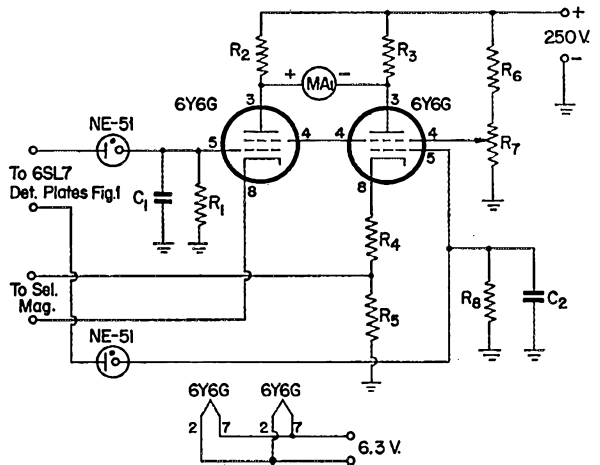 +
250 V.
-
R2
R3
R6
+ MA1 -
3
3
6Y6G
6Y6G
NE-51
5
4
4
4
5
R7
To 6SL7
Det. Plates Fig.1
C1
R1
8
8
R4
To Sel.
Mag.
R5
R8
C2
NE-51
6Y6G
6Y6G
2
7
2
7
6.3 V.